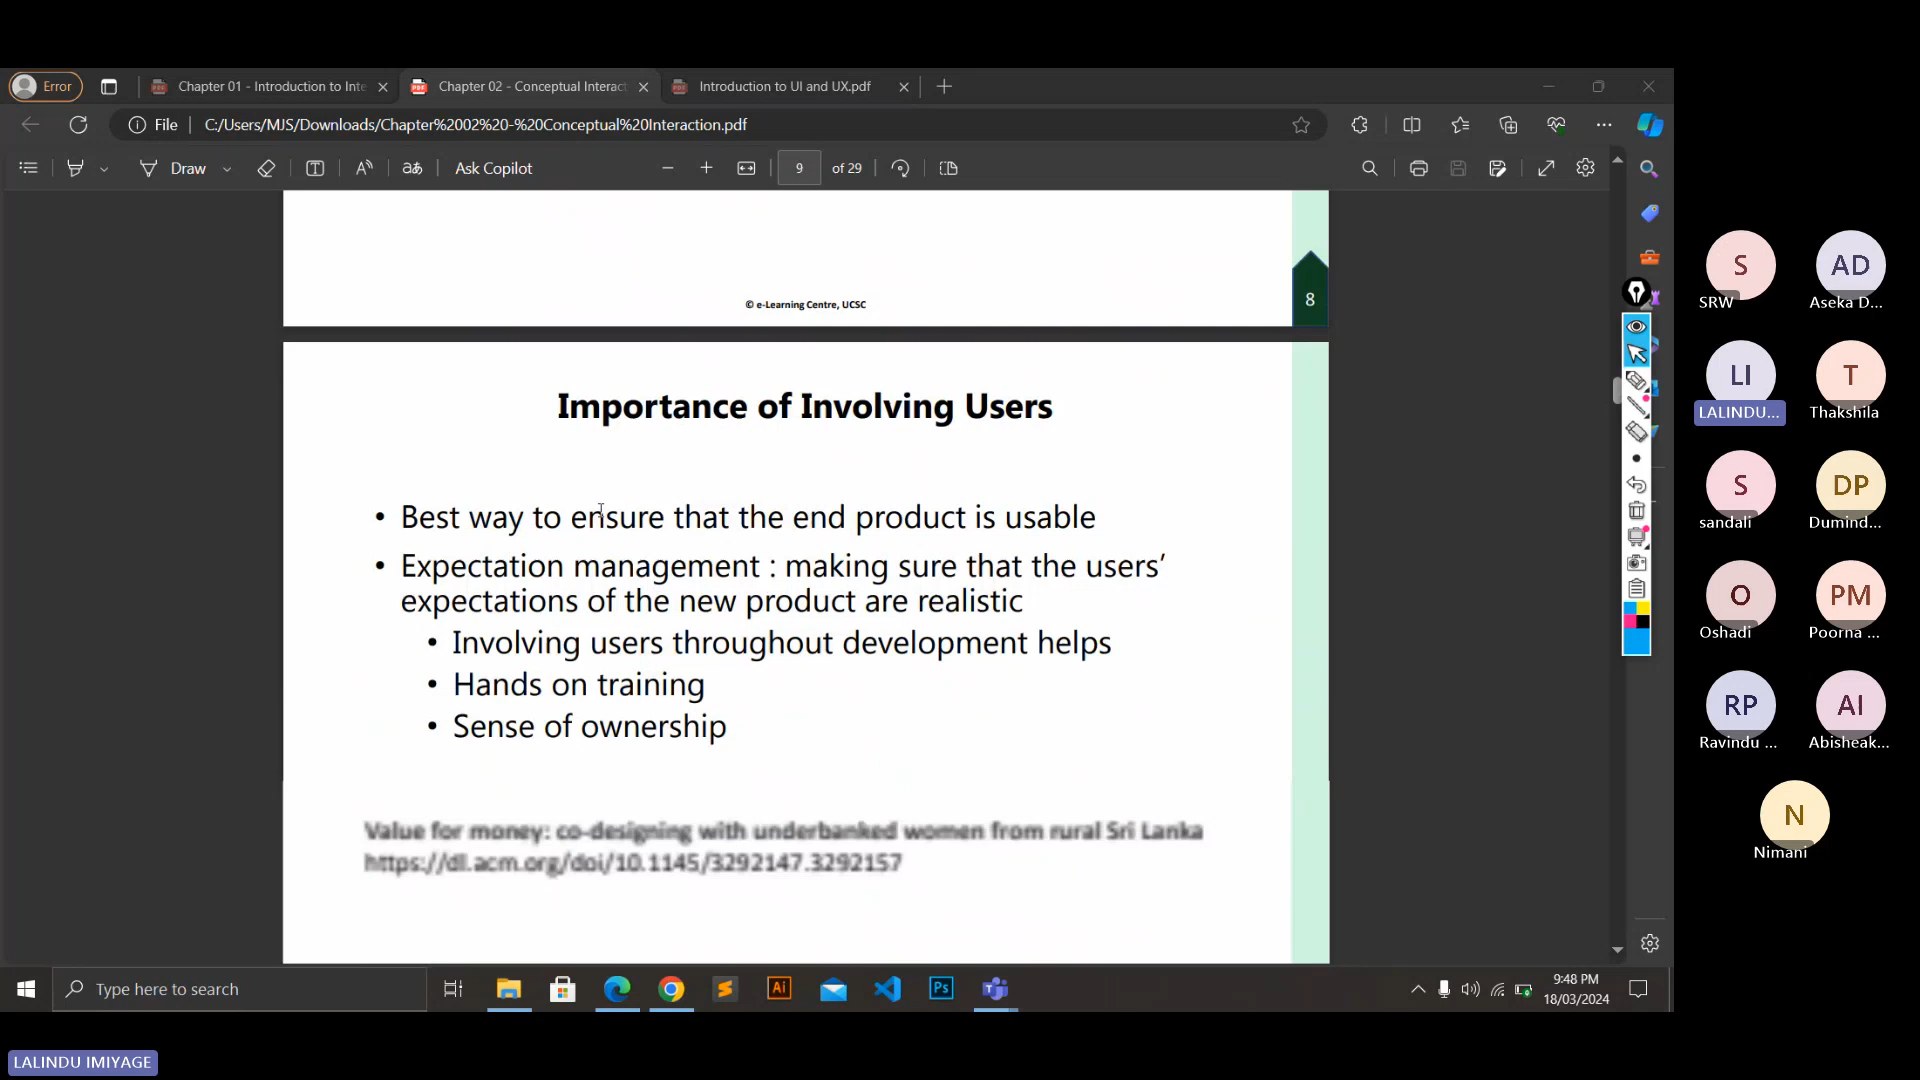 Error
Chapter 01 - Introduction to Inte
Chapter 02 - Conceptual Interact
Introduction to UI and UX.pdf
File
C:/Users/MJS/Downloads/Chapter%2002%20-%20Conceptual%20Interaction.pdf
Draw
Ask Copilot
9
of 29
© e-Learning Centre, UCSC
8
Importance of Involving Users
• Best way to ensure that the end product is usable
• Expectation management : making sure that the users’
expectations of the new product are realistic
• Involving users throughout development helps
• Hands on training
• Sense of ownership
Value for money: co-designing with underbanked women from rural Sri Lanka
https://dl.acm.org/doi/10.1145/3292147.3292157
S
SRW
AD
Aseka D...
LI
LALINDU...
T
Thakshila
S
sandali
DP
Dumind...
O
Oshadi
PM
Poorna ...
RP
Ravindu ...
AI
Abisheak...
N
Nimani
Type here to search
Ai
Ps
9:48 PM
18/03/2024
LALINDU IMIYAGE